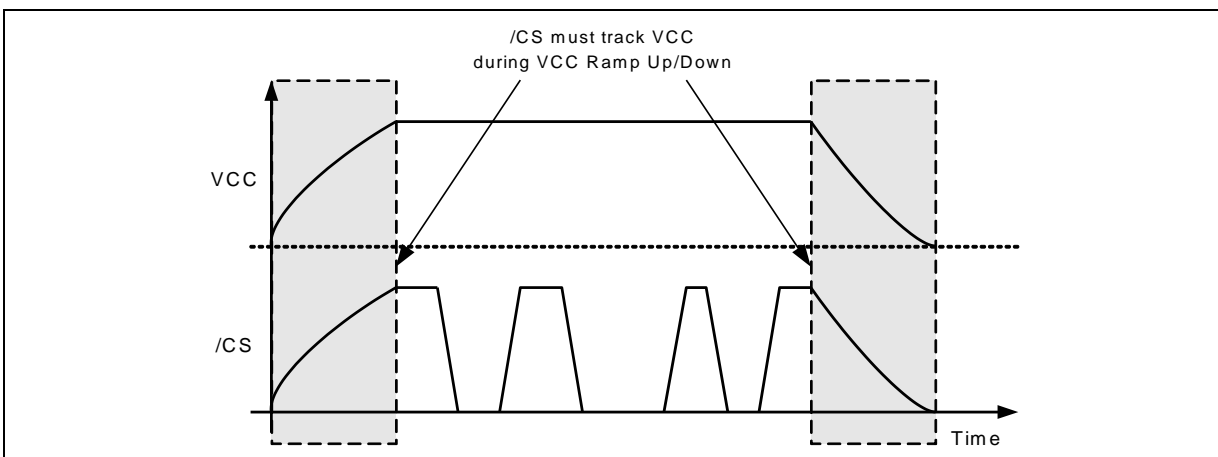 /CS must track VCC
during VCC Ramp Up/Down
VCC
/CS
Time